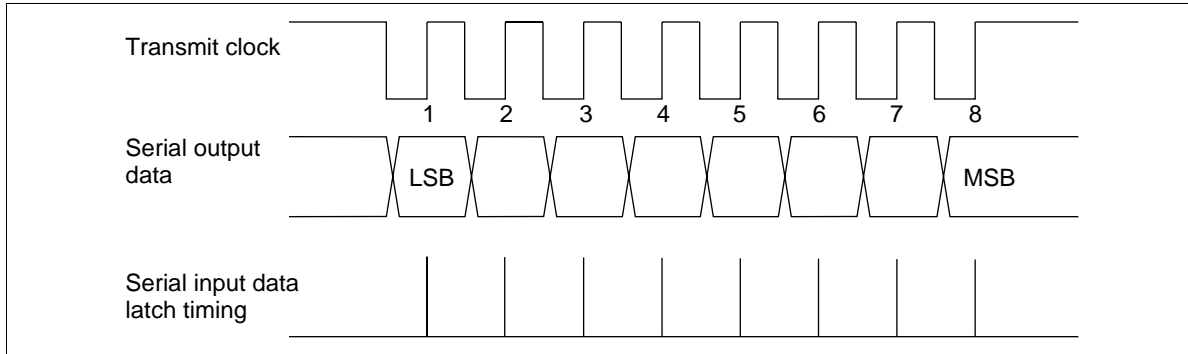 Transmit clock
1 2 3 4 5 6 7 8
Serial output
data
LSB MSB
Serial input data
latch timing